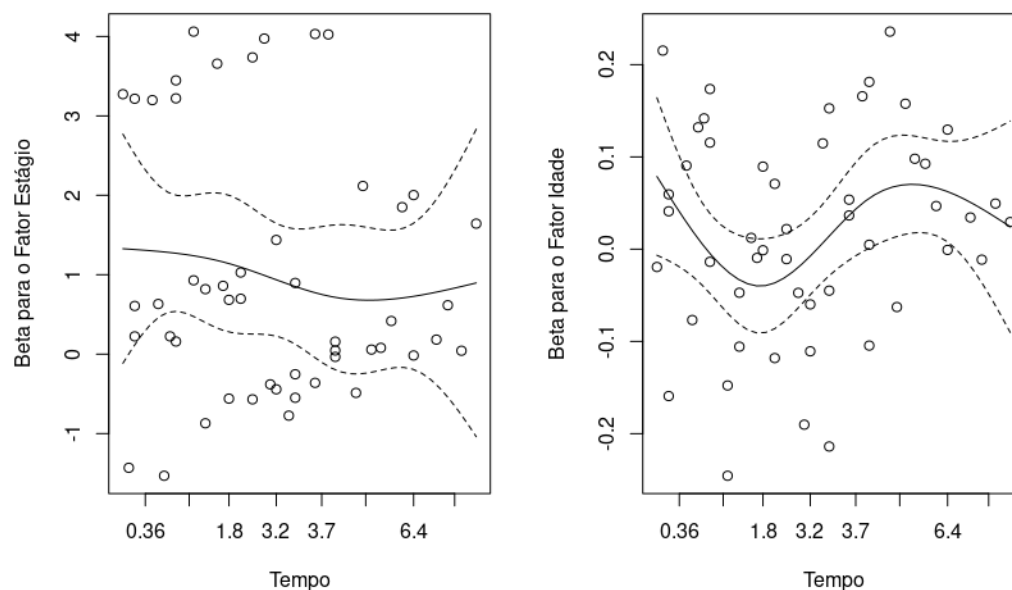 Beta para o Fator Estágio
4
3
2
1
0
-1
0.36 1.8 3.2 3.7 6.4
Tempo
Beta para o Fator Idade
0.2
0.1
0.0
-0.1
-0.2
0.36 1.8 3.2 3.7 6.4
Tempo